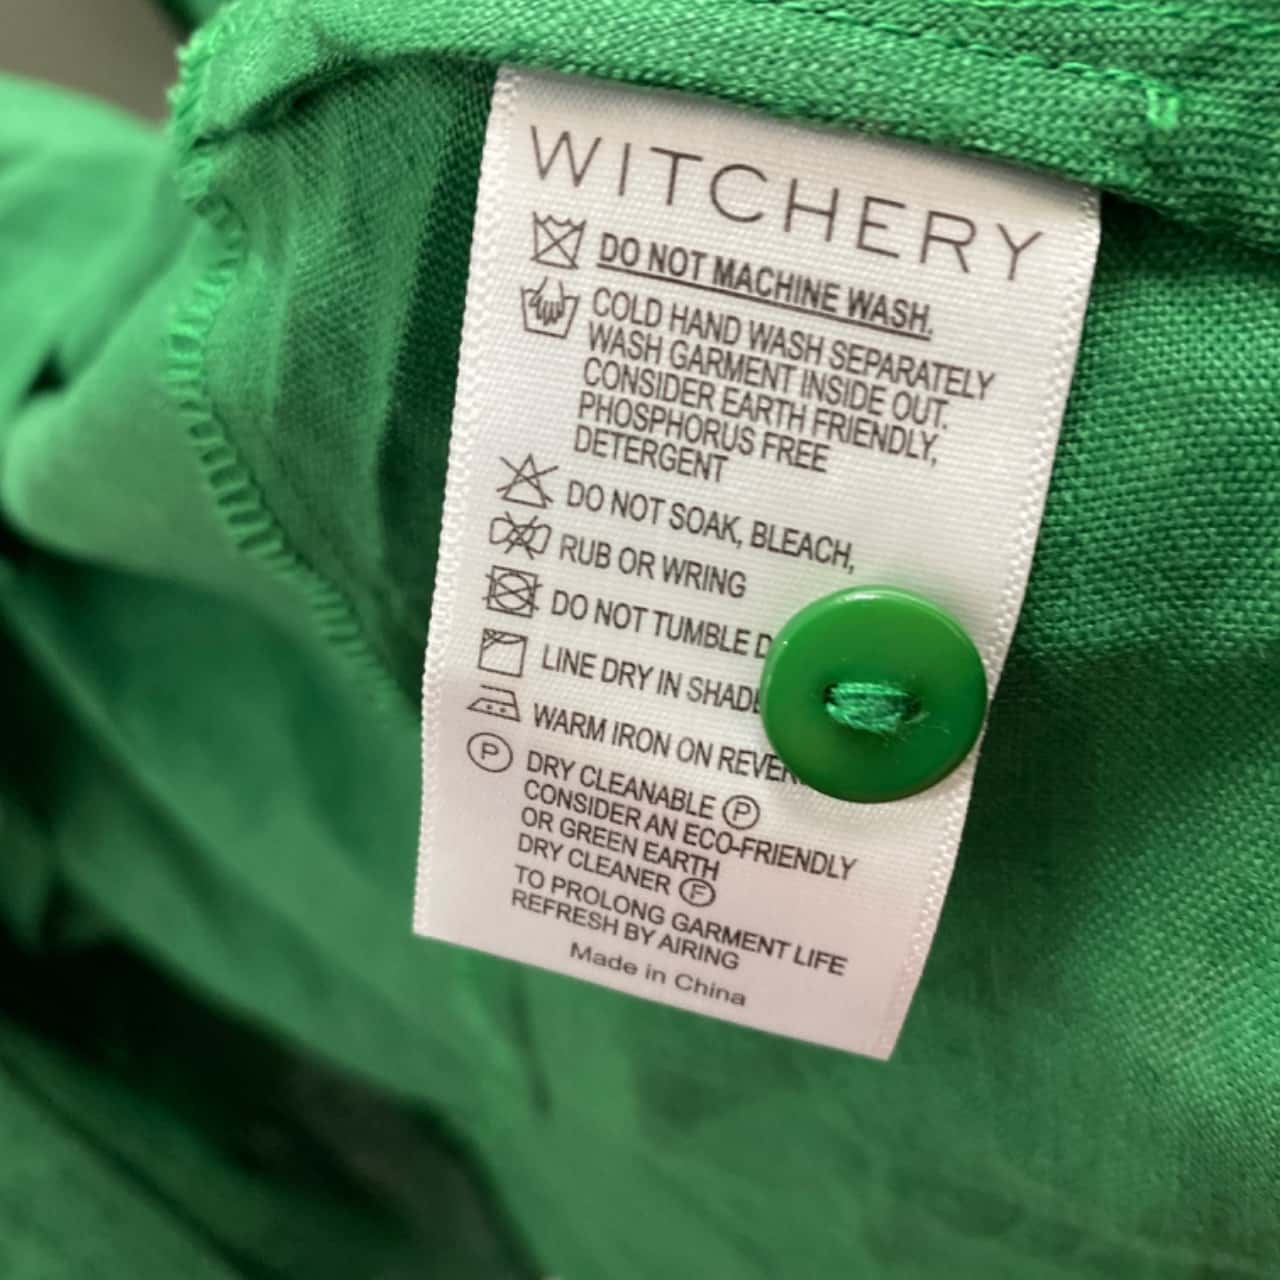 WITCHERY
DO NOT MACHINE WASH.
COLD HAND WASH SEPARATELY
WASH GARMENT INSIDE OUT.
CONSIDER EARTH FRIENDLY,
PHOSPHORUS FREE
DETERGENT
DO NOT SOAK, BLEACH,
RUB OR WRING
DO NOT TUMBLE
LINE DRY IN
WARM IRON ON
P DRY CLEANABLE P
CONSIDER AN ECO-FRIENDLY
OR GREEN EARTH
DRY CLEANER F
TO PROLONG GARMENT LIFE
REFRESH BY AIRING
Made in China